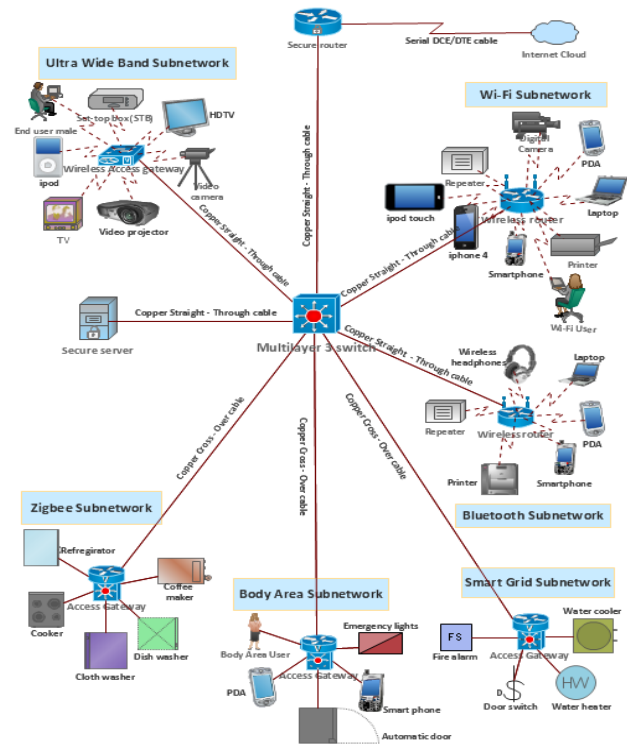 Secure router
Serial DCE/DTE cable
Internet Cloud
Ultra Wide Band Subnetwork
Wi-Fi Subnetwork
End user male
Set-top box(STB)
HDTV
ipod
Wireless Access gateway
Video camera
TV
Video projector
Copper Straight - Through cable
Copper Straight - Through cable
Digital Camera
PDA
Repeater
ipod touch
Wireless router
Laptop
iphone 4
Smartphone
Printer
Wi-Fi User
Copper Straight - Through cable
Copper Straight - Through cable
Secure server
Multilayer 3 switch
Copper Straight - Through cable
Wireless headphones
Laptop
Repeater
Wireless router
PDA
Printer
Smartphone
Bluetooth Subnetwork
Copper Cross - Over cable
Copper Cross - Over cable
Copper Cross - Over cable
Zigbee Subnetwork
Refregirator
Coffee maker
Access Gateway
Cooker
Dish washer
Cloth washer
Body Area Subnetwork
Emergency lights
Body Area User
Access Gateway
PDA
Smart phone
Automatic door
Smart Grid Subnetwork
Water cooler
FS
Fire alarm
Access Gateway
D
S
Door switch
HW
Water heater